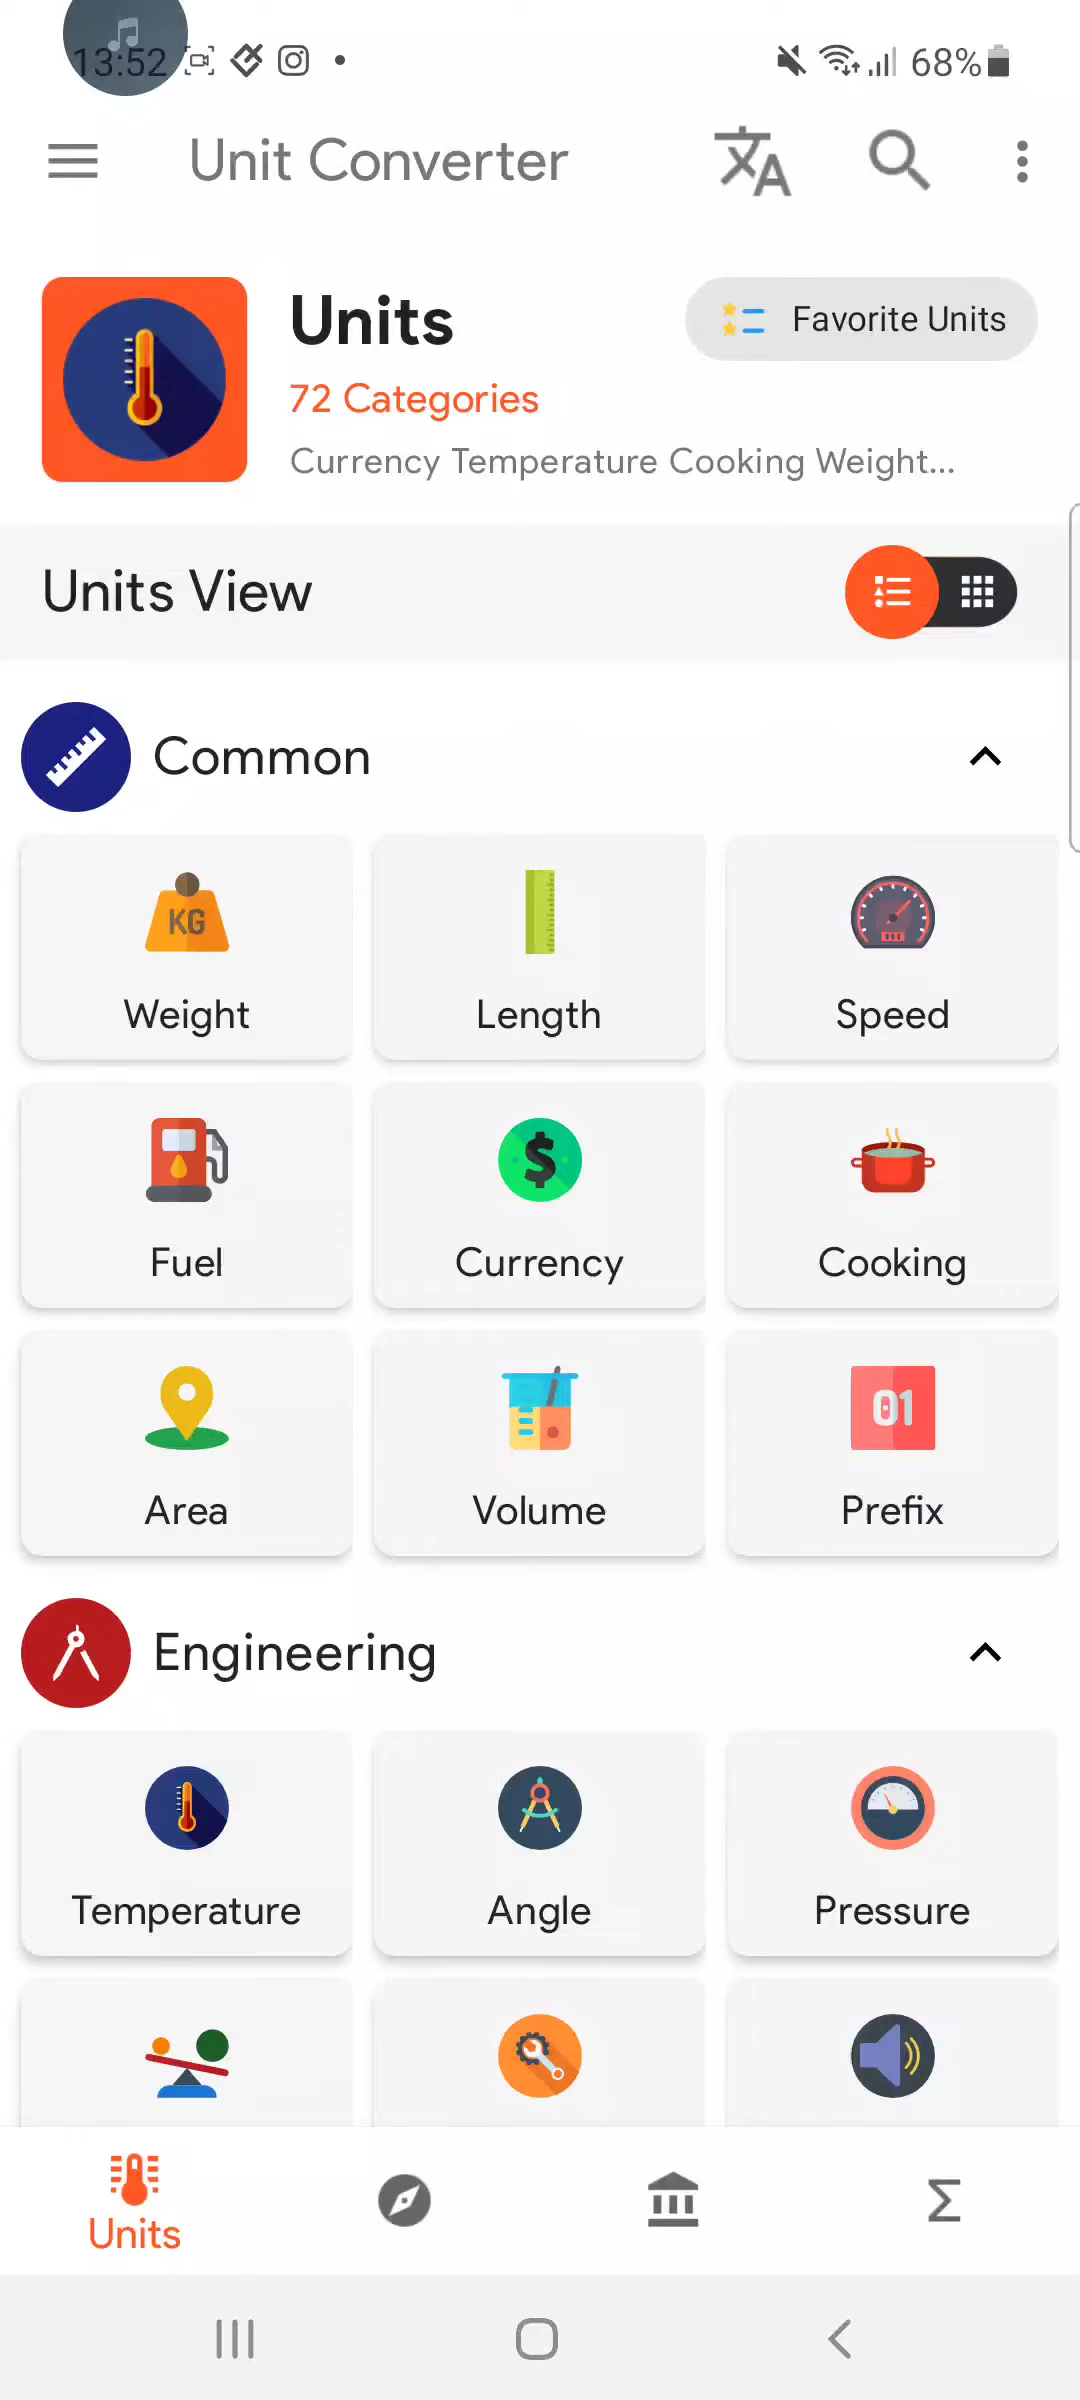 13:52
68%
Unit Converter
Units
Favorite Units
72 Categories
Currency Temperature Cooking Weight...
Units View
Common
KG
Weight
Length
Speed
Fuel
$
Currency
Cooking
Area
Volume
01
Prefix
Engineering
Temperature
Angle
Pressure
Units